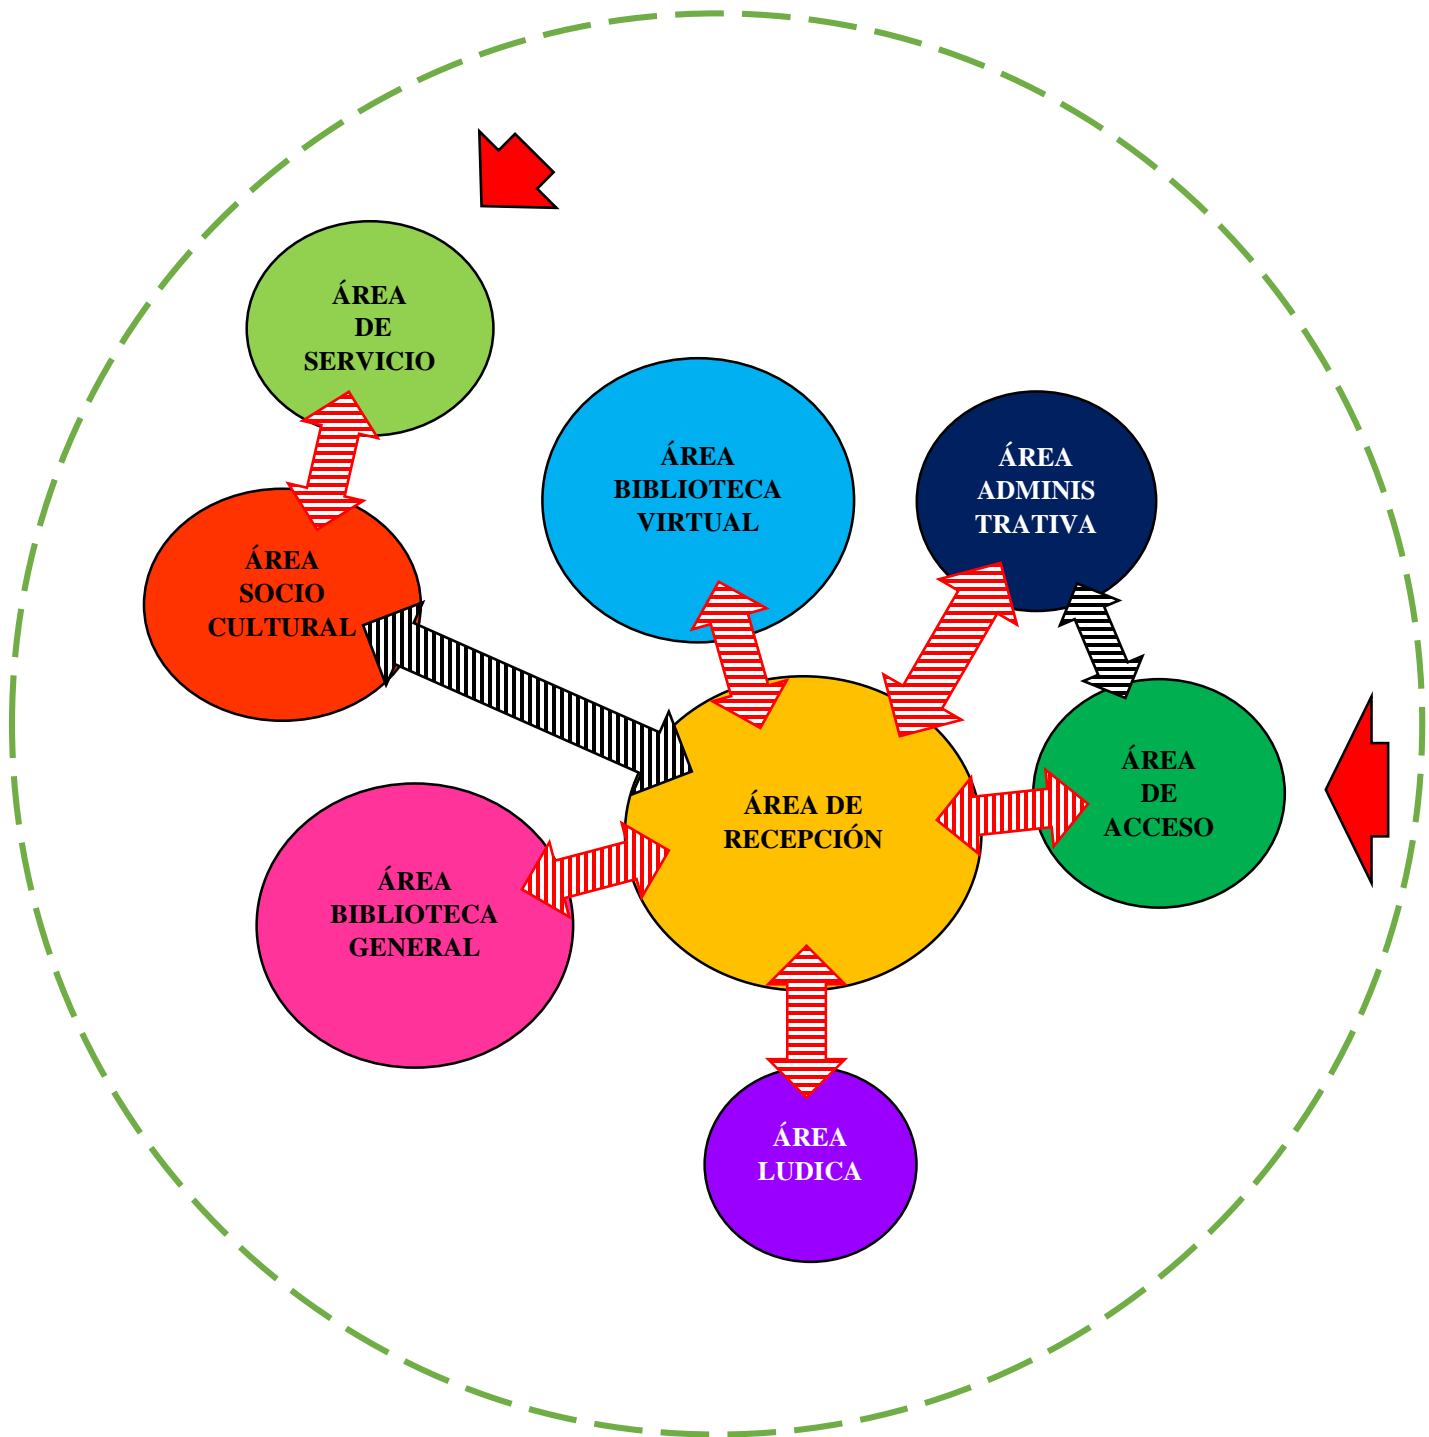 ÁREA
DE
SERVICIO
ÁREA
BIBLIOTECA
VIRTUAL
ÁREA
ADMINIS
TRATIVA
ÁREA
SOCIO
CULTURAL
ÁREA
DE
ACCESO
ÁREA DE
RECEPCIÓN
ÁREA
BIBLIOTECA
GENERAL
ÁREA
LUDICA